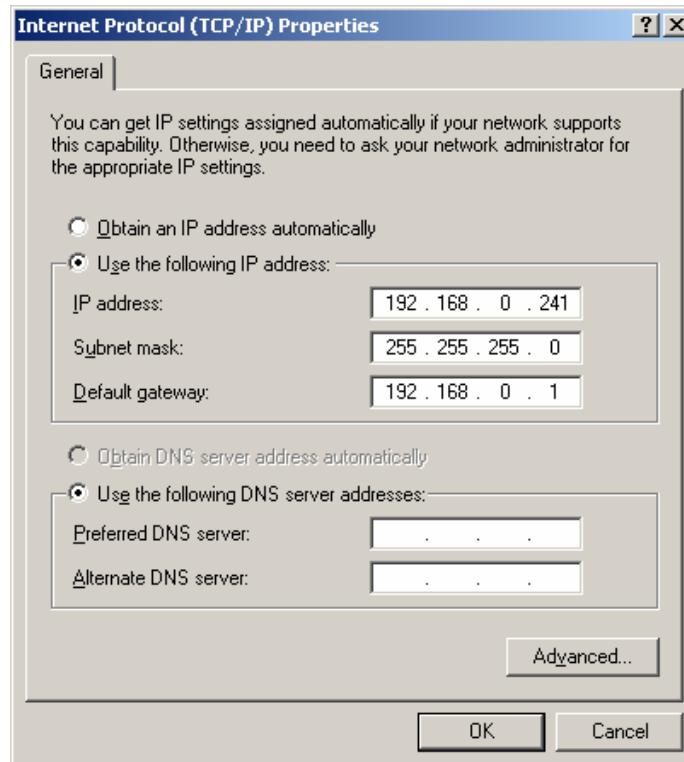 Internet Protocol (TCP/IP) Properties
General
You can get IP settings assigned automatically if your network supports
this capability. Otherwise, you need to ask your network administrator for
the appropriate IP settings.
Obtain an IP address automatically
Use the following IP address:
IP address: 192 . 168 . 0 . 241
Subnet mask: 255 . 255 . 255 . 0
Default gateway: 192 . 168 . 0 . 1
Obtain DNS server address automatically
Use the following DNS server addresses:
Preferred DNS server: . . .
Alternate DNS server: . . .
Advanced...
OK Cancel